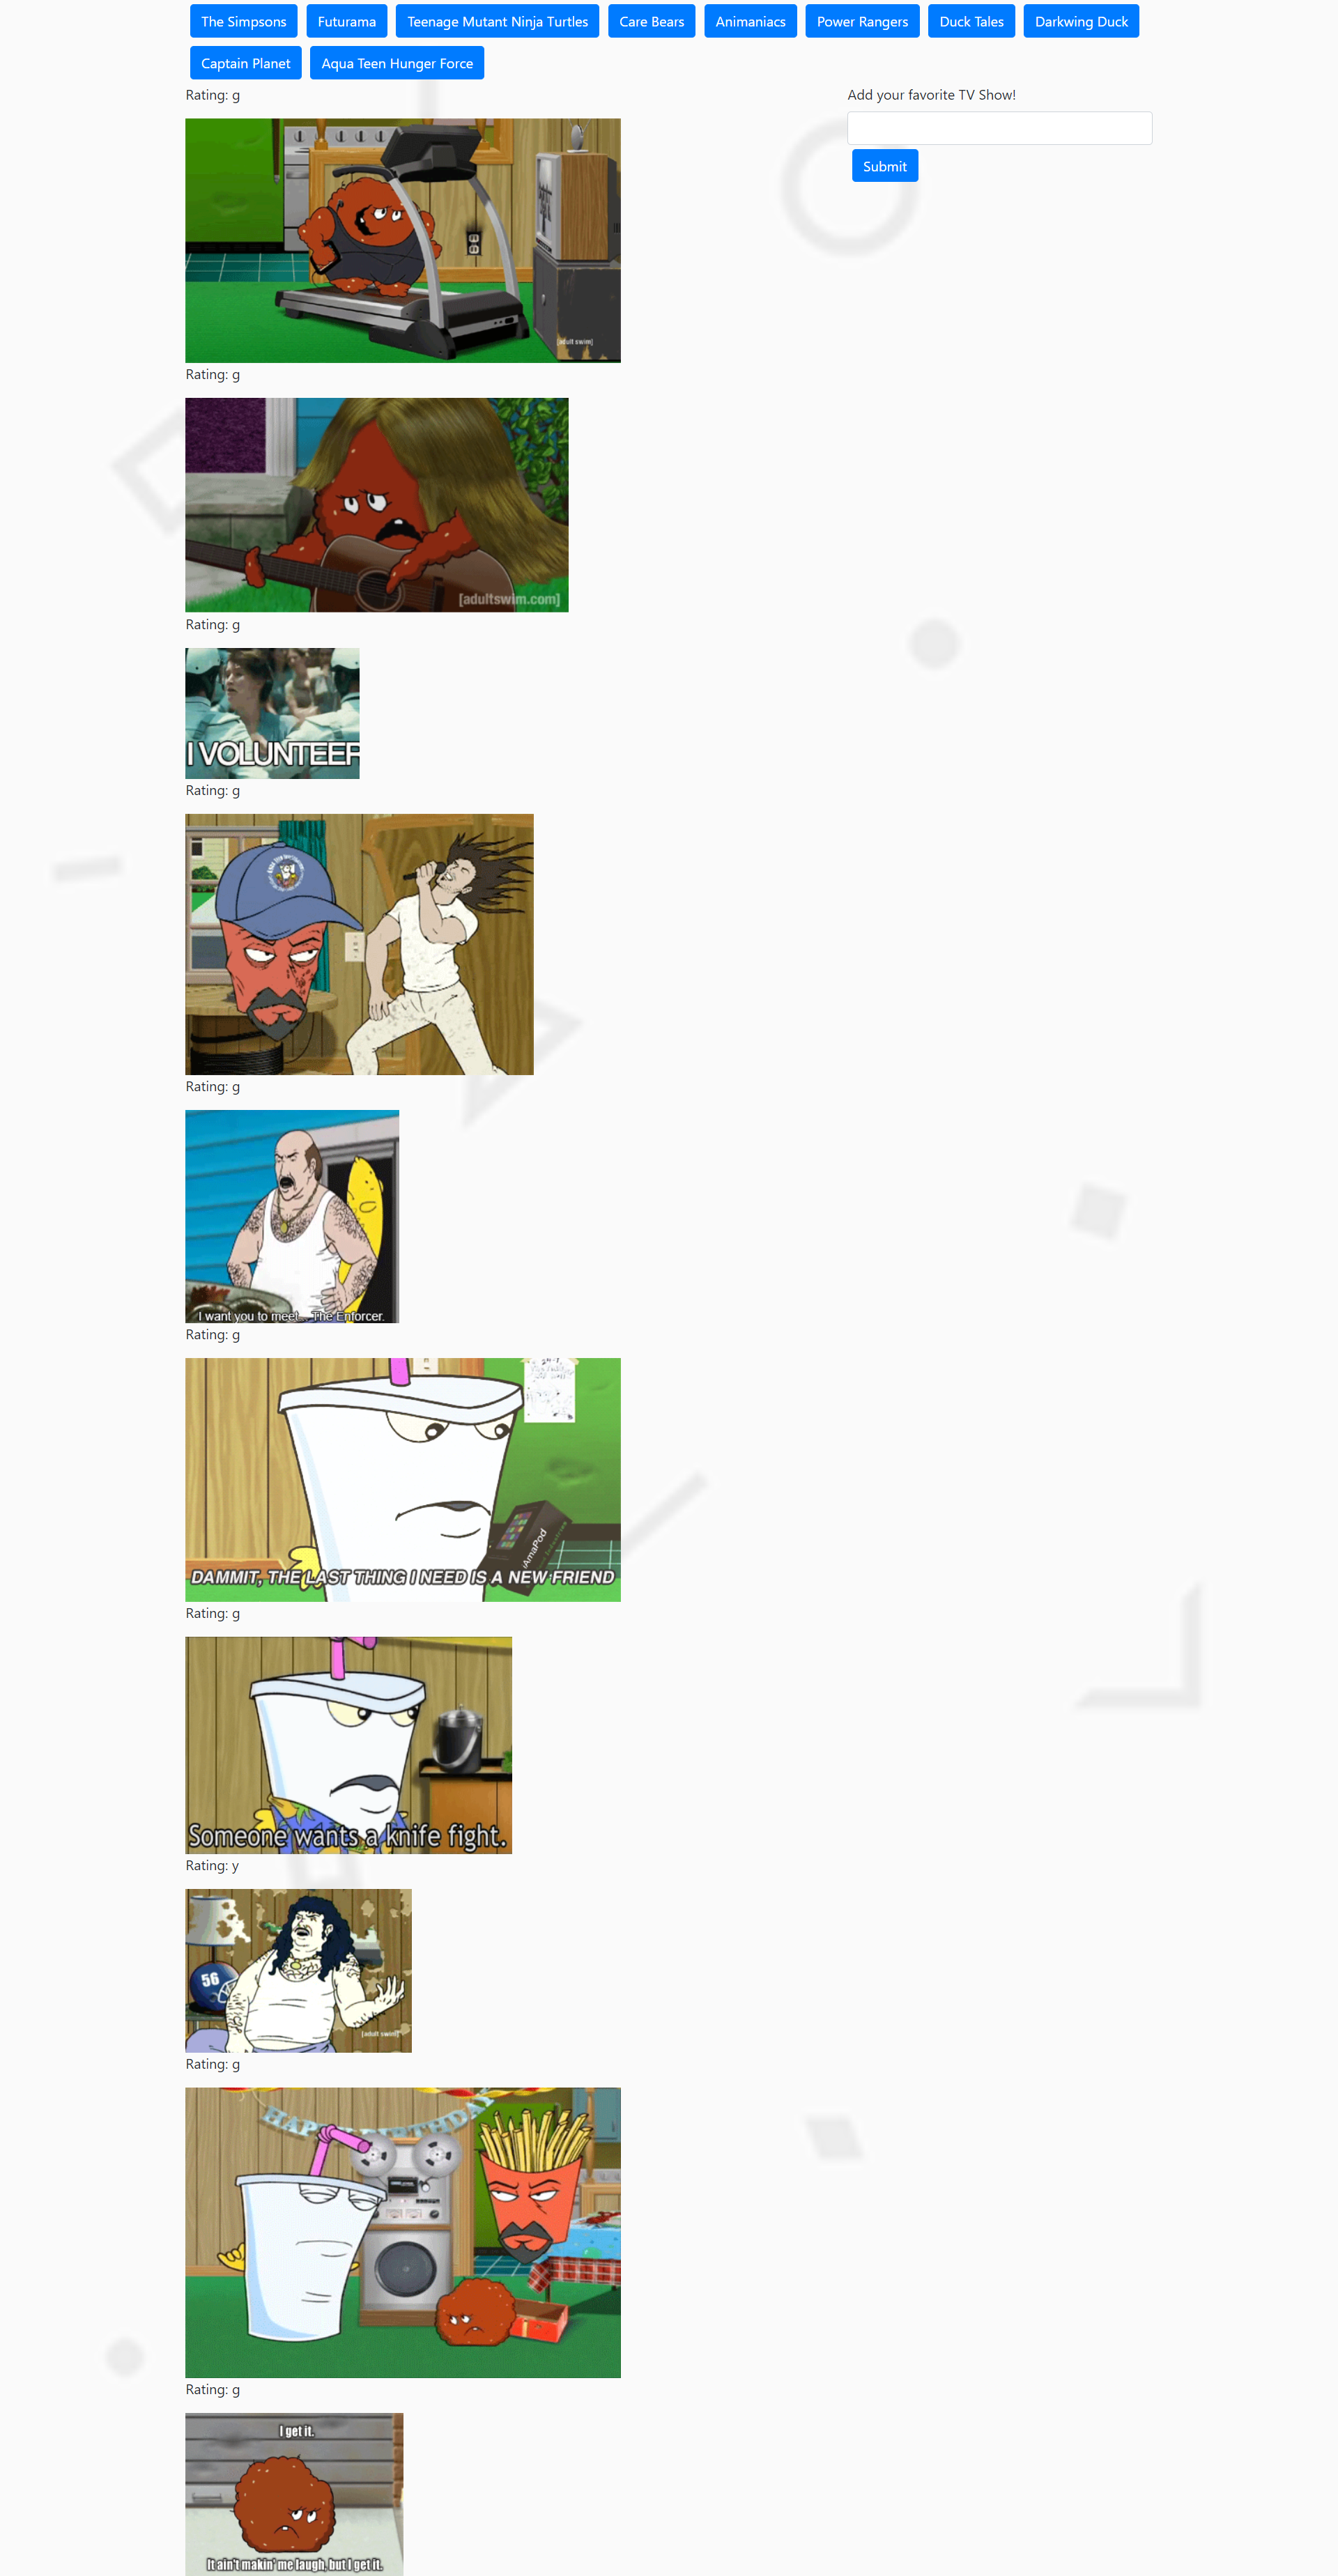 The Simpsons
Futurama
Teenage Mutant Ninja Turtles
Care Bears
Animaniacs
Power Rangers
Duck Tales
Darkwing Duck
Captain Planet
Aqua Teen Hunger Force
Add your favorite TV Show!
Submit
Rating: g
[adult swim]
Rating: g
[adultswim.com]
Rating: g
I VOLUNTEER
Rating: g
Rating: g
I want you to meet... The Enforcer.
Rating: g
iAmaPod
DAMMIT, THE LAST THING I NEED IS A NEW FRIEND
Rating: g
Someone wants a knife fight.
Rating: y
56
[adult swim]
Rating: g
Rating: g
I get it.
It ain't makin' me laugh, but I get it.